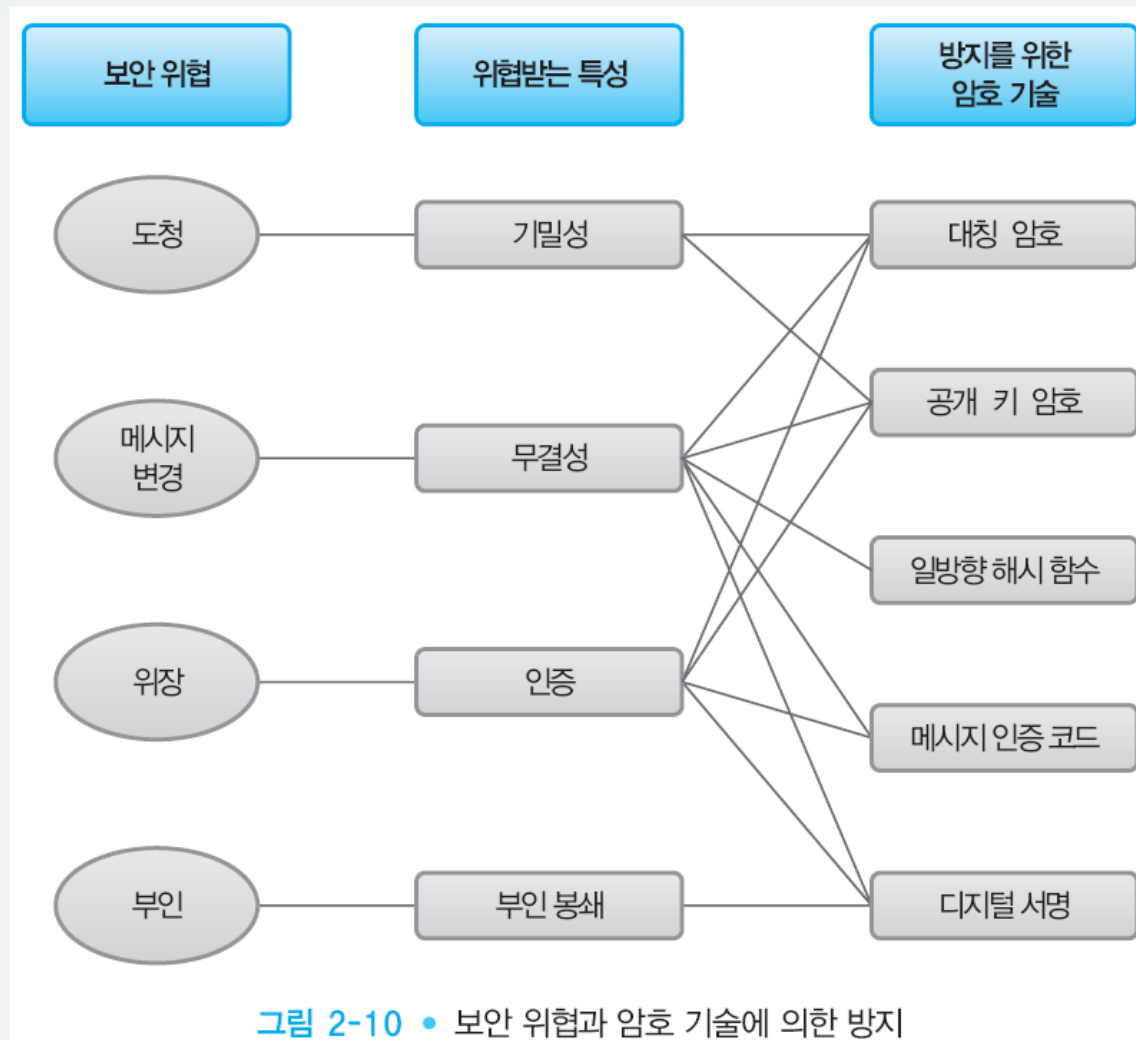 보안 위협
위협받는 특성
방지를 위한
암호 기술
도청
기밀성
대칭 암호
공개 키 암호
메시지
변경
무결성
일방향 해시 함수
위장
인증
메시지 인증 코드
부인
부인 봉쇄
디지털 서명
그림 2-10 • 보안 위협과 암호 기술에 의한 방지